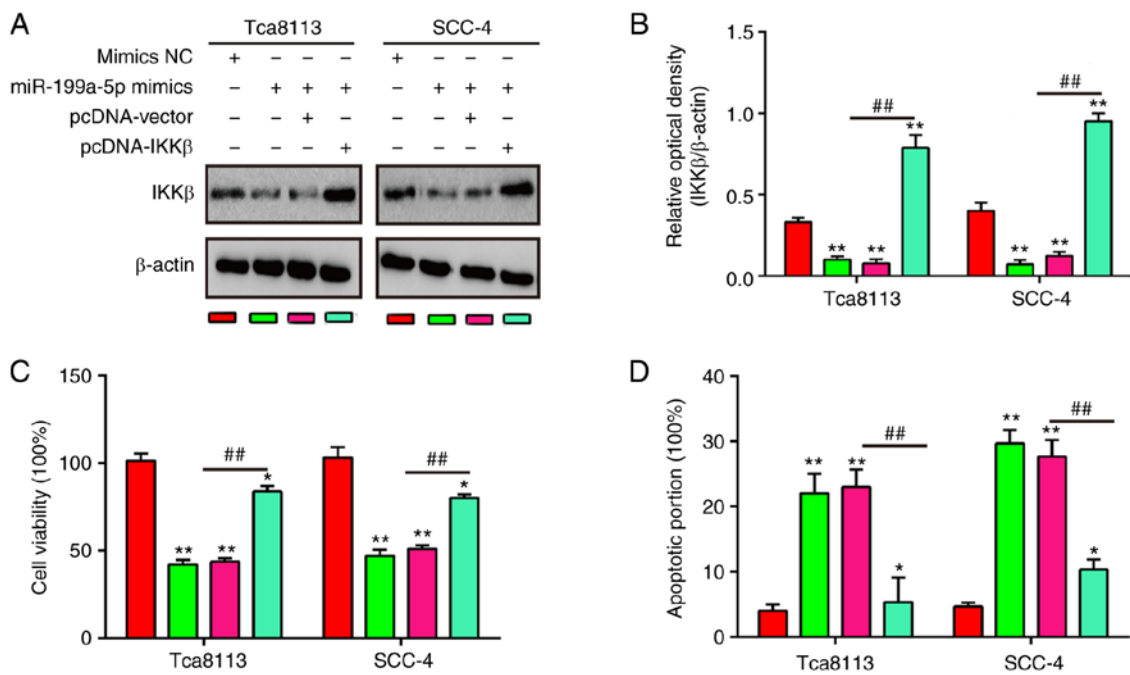 A
Tca8113 SCC-4
Mimics NC + − − − + − − −
miR-199a-5p mimics − + + + − + + +
pcDNA-vector − − + − − − + −
pcDNA-IKKβ − − − + − − − +
IKKβ
β-actin
B
Relative optical density
(IKKβ/β-actin)
1.5
1.0
0.5
0.0
** ** ** ## ** ** ** ##
Tca8113 SCC-4
C
Cell viability (100%)
150
100
50
0
** ** * ## ** ** * ##
Tca8113 SCC-4
D
Apoptotic portion (100%)
40
30
20
10
0
** ** * ## ** ** * ##
Tca8113 SCC-4